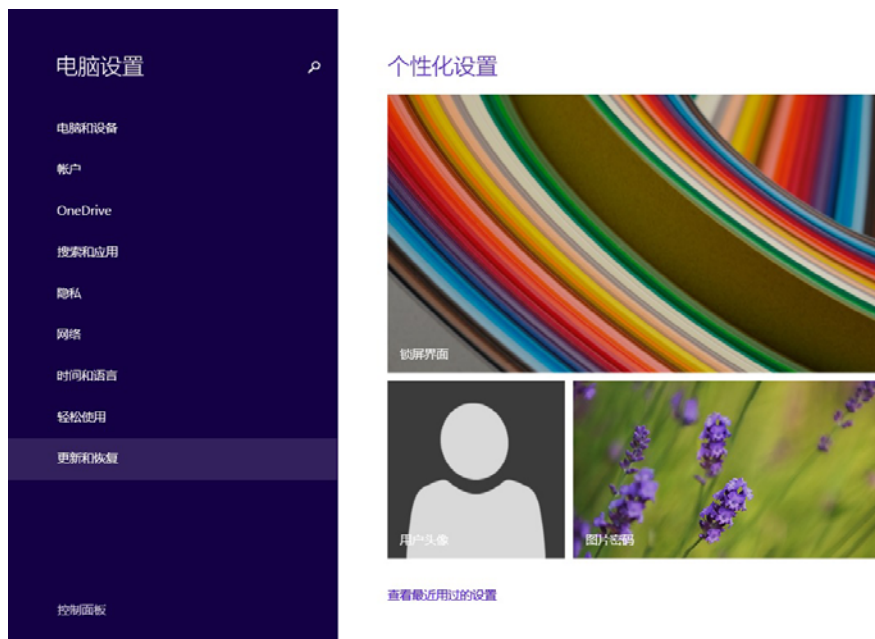 电脑设置
电脑和设备
帐户
OneDrive
搜索和应用
隐私
网络
时间和语言
轻松使用
更新和恢复
控制面板
个性化设置
锁屏界面
用户头像
图片密码
查看最近用过的设置